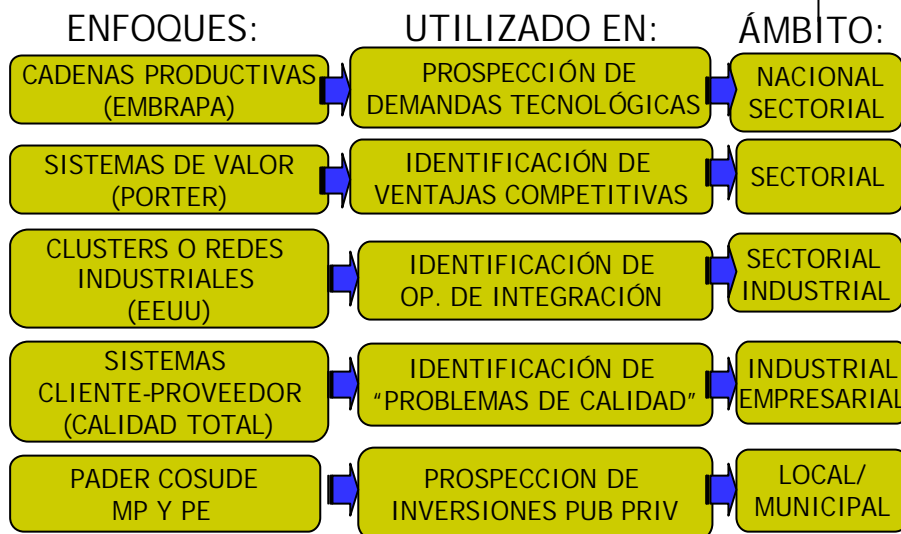 ENFOQUES: UTILIZADO EN: ÁMBITO:
CADENAS PRODUCTIVAS
(EMBRAPA)
PROSPECCIÓN DE
DEMANDAS TECNOLÓGICAS
NACIONAL
SECTORIAL
SISTEMAS DE VALOR
(PORTER)
IDENTIFICACIÓN DE
VENTAJAS COMPETITIVAS
SECTORIAL
CLUSTERS O REDES
INDUSTRIALES
(EEUU)
IDENTIFICACIÓN DE
OP. DE INTEGRACIÓN
SECTORIAL
INDUSTRIAL
SISTEMAS
CLIENTE-PROVEEDOR
(CALIDAD TOTAL)
IDENTIFICACIÓN DE
“PROBLEMAS DE CALIDAD”
INDUSTRIAL
EMPRESARIAL
PADER COSUDE
MP Y PE
PROSPECCION DE
INVERSIONES PUB PRIV
LOCAL/
MUNICIPAL